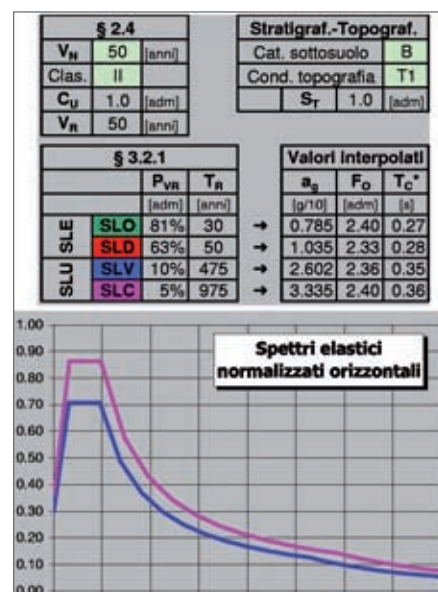 § 2.4
V_N 50 [anni]
Clas. II
C_U 1.0 [adm]
V_R 50 [anni]
Stratigraf.-Topograf.
Cat. sottosuolo B
Cond. topografia T1
S_T 1.0 [adm]
§ 3.2.1
P_VR T_R
[adm] [anni]
SLE
SLO 81% 30 →
SLD 63% 50 →
SLU
SLV 10% 475 →
SLC 5% 975 →
Valori interpolati
a_g F_O T_C*
[g/10] [adm] [s]
0.785 2.40 0.27
1.035 2.33 0.28
2.602 2.36 0.35
3.335 2.40 0.36
Spettri elastici
normalizzati orizzontali
1.00
0.90
0.80
0.70
0.60
0.50
0.40
0.30
0.20
0.10
0.00